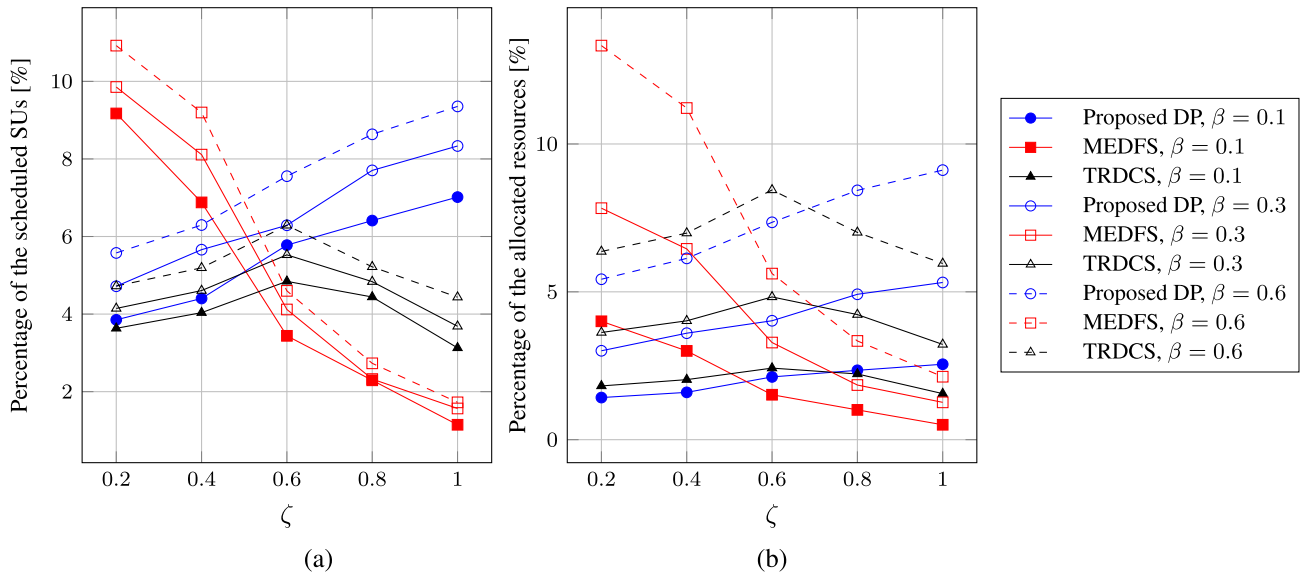 Percentage of the scheduled SUs [%]
10
8
6
4
2
0.2 0.4 0.6 0.8 1
ζ
(a)
Percentage of the allocated resources [%]
10
5
0
0.2 0.4 0.6 0.8 1
ζ
(b)
Proposed DP, β = 0.1
MEDFS, β = 0.1
TRDCS, β = 0.1
Proposed DP, β = 0.3
MEDFS, β = 0.3
TRDCS, β = 0.3
Proposed DP, β = 0.6
MEDFS, β = 0.6
TRDCS, β = 0.6